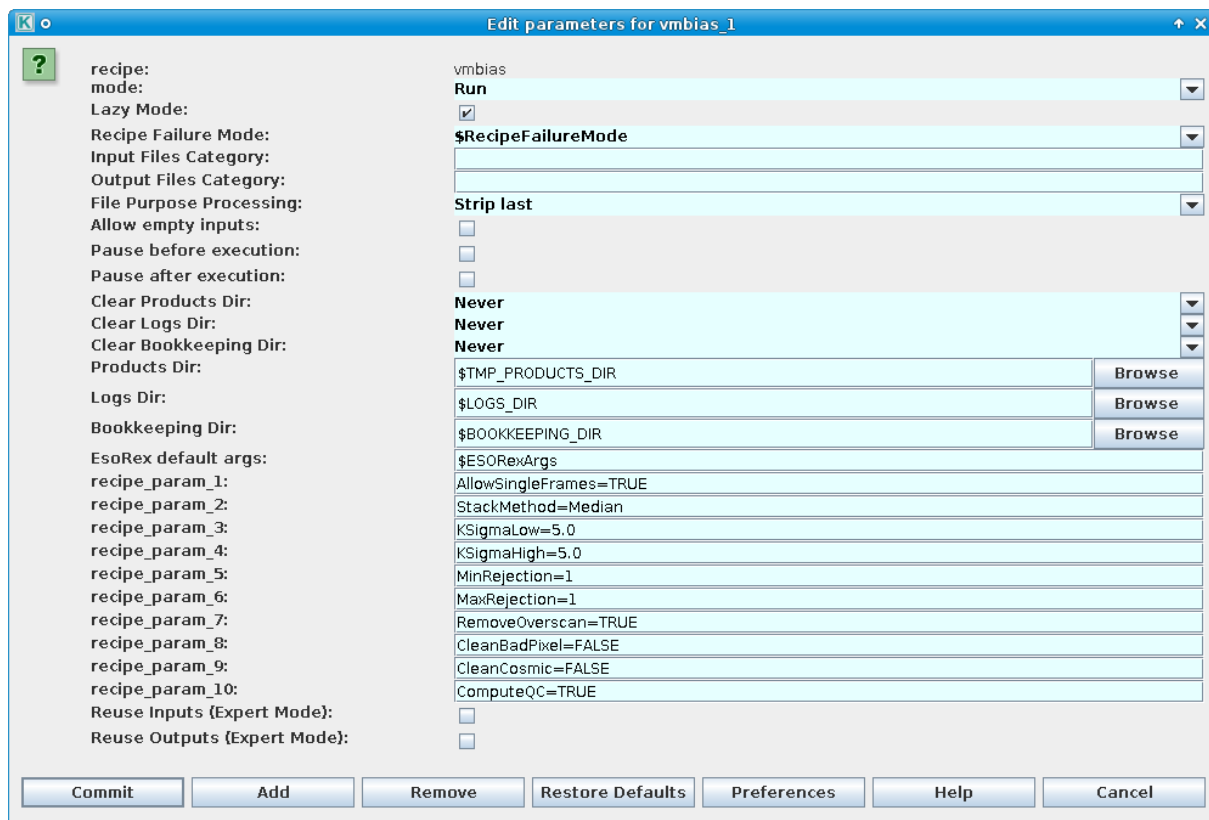 Edit parameters for vmbias_1
?
recipe: vmbias
mode: Run
Lazy Mode:
Recipe Failure Mode: $RecipeFailureMode
Input Files Category:
Output Files Category:
File Purpose Processing: Strip last
Allow empty inputs:
Pause before execution:
Pause after execution:
Clear Products Dir: Never
Clear Logs Dir: Never
Clear Bookkeeping Dir: Never
Products Dir: $TMP_PRODUCTS_DIR Browse
Logs Dir: $LOGS_DIR Browse
Bookkeeping Dir: $BOOKKEEPING_DIR Browse
EsoRex default args: $ESORexArgs
recipe_param_1: AllowSingleFrames=TRUE
recipe_param_2: StackMethod=Median
recipe_param_3: KSigmaLow=5.0
recipe_param_4: KSigmaHigh=5.0
recipe_param_5: MinRejection=1
recipe_param_6: MaxRejection=1
recipe_param_7: RemoveOverscan=TRUE
recipe_param_8: CleanBadPixel=FALSE
recipe_param_9: CleanCosmic=FALSE
recipe_param_10: ComputeQC=TRUE
Reuse Inputs (Expert Mode):
Reuse Outputs (Expert Mode):
Commit Add Remove Restore Defaults Preferences Help Cancel